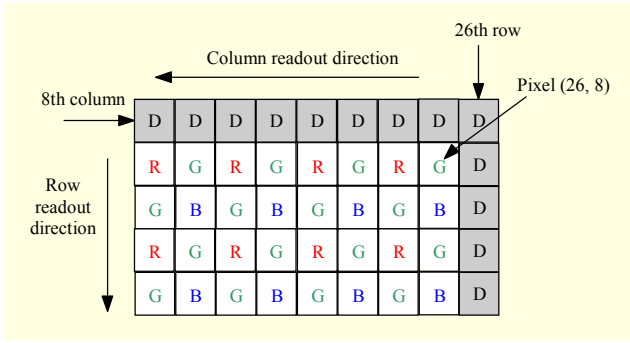 26th row
Column readout direction
Pixel (26, 8)
8th column
D D D D D D D D D
R G R G R G R G D
Row
readout
direction
G B G B G B G B D
R G R G R G R G D
G B G B G B G B D